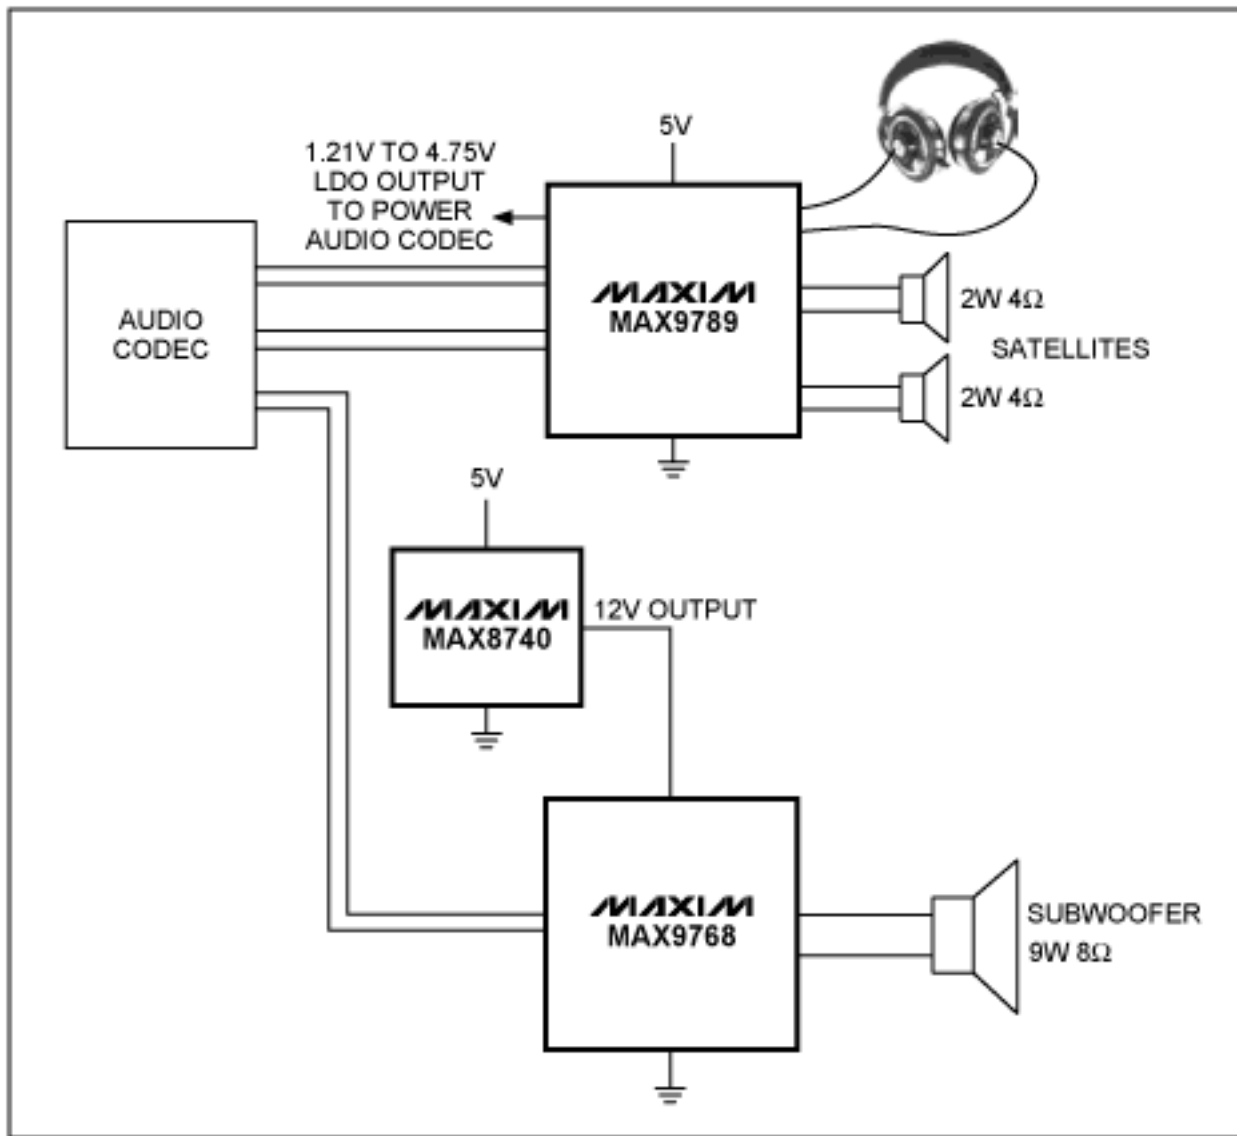 5V
1.21V TO 4.75V
LDO OUTPUT
TO POWER
AUDIO CODEC
AUDIO
CODEC
MAXIM
MAX9789
2W 4Ω
SATELLITES
2W 4Ω
5V
MAXIM
MAX8740
12V OUTPUT
MAXIM
MAX9768
SUBWOOFER
9W 8Ω